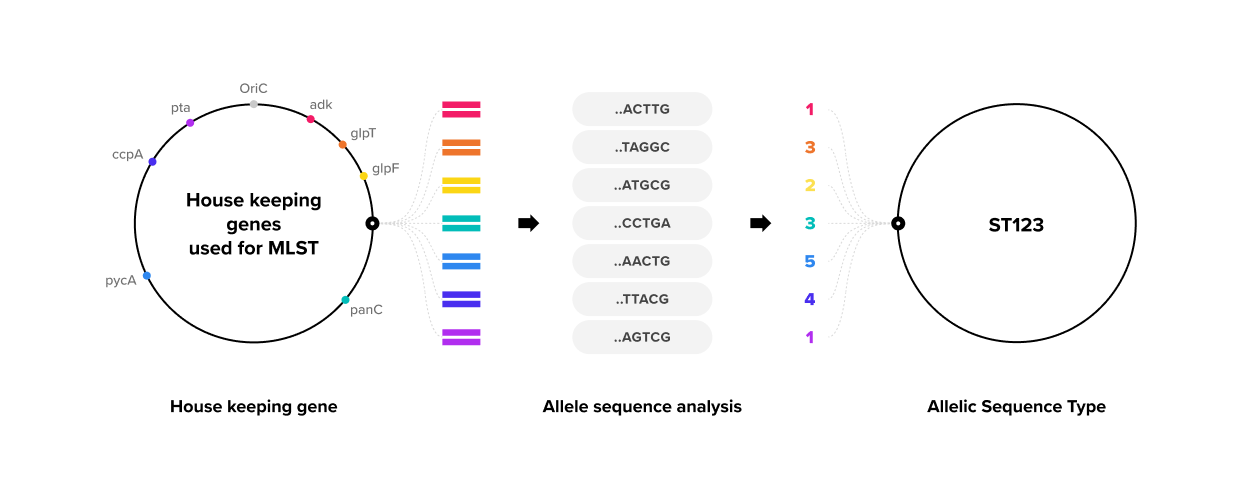 OriC
pta
adk
glpT
ccpA
glpF
House keeping
genes
used for MLST
pycA
panC
..ACTTG
..TAGGC
..ATGCG
..CCTGA
..AACTG
..TTACG
..AGTCG
1
3
2
3
5
4
1
ST123
House keeping gene
Allele sequence analysis
Allelic Sequence Type